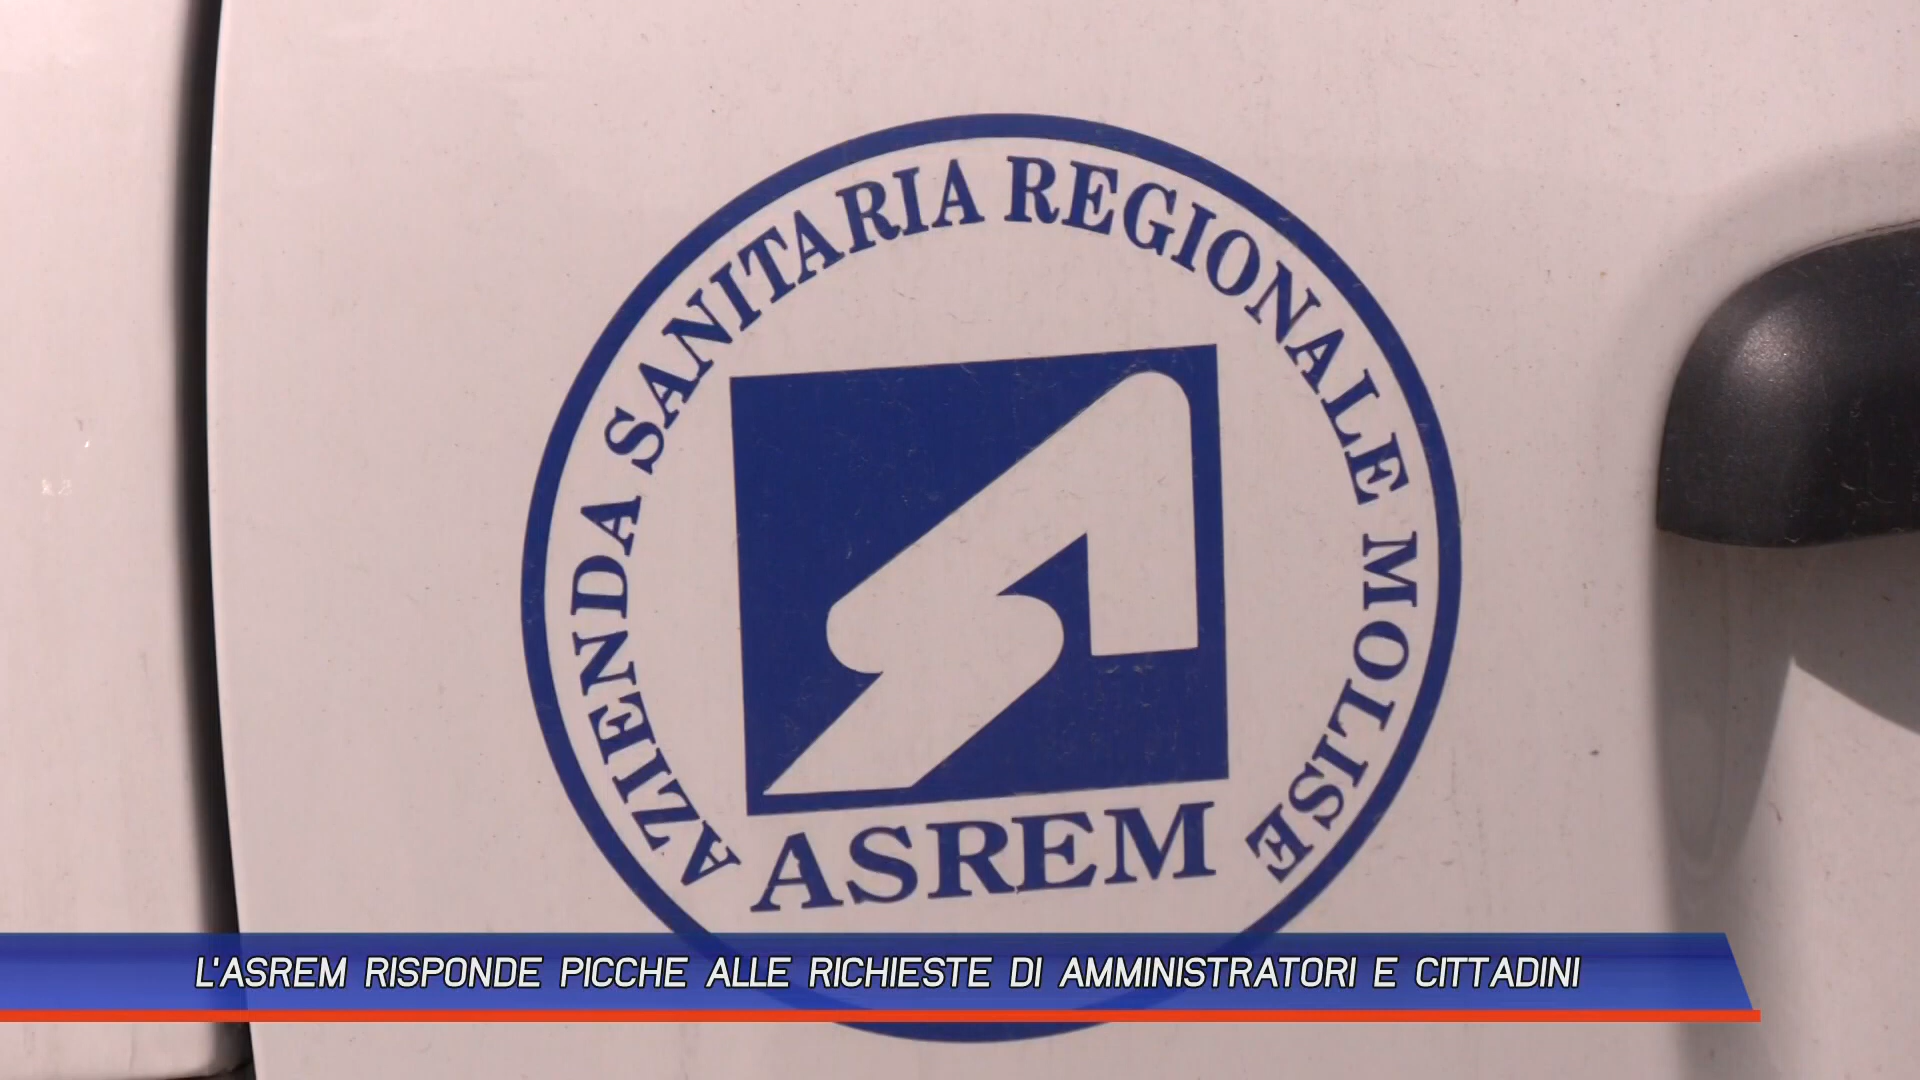 AZIENDA SANITARIA REGIONALE MOLISE
ASREM
L'ASREM RISPONDE PICCHE ALLE RICHIESTE DI AMMINISTRATORI E CITTADINI